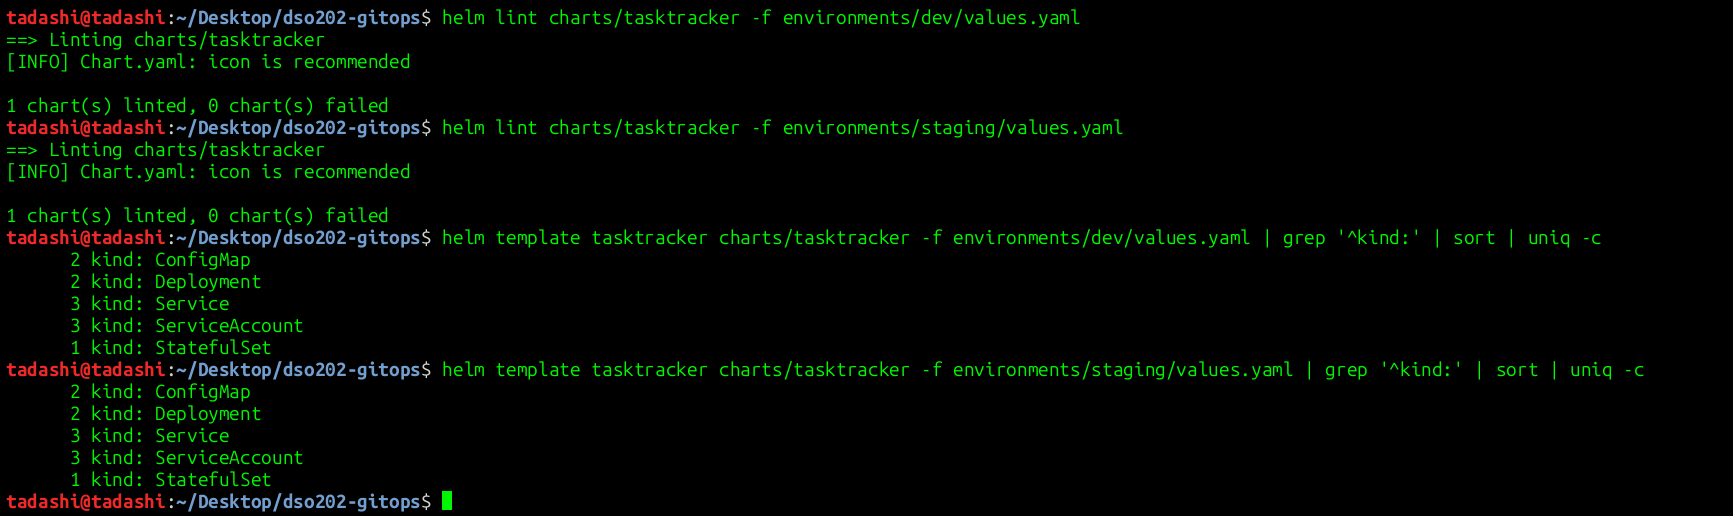 tadashi@tadashi:~/Desktop/dso202-gitops$ helm lint charts/tasktracker -f environments/dev/values.yaml
==> Linting charts/tasktracker
[INFO] Chart.yaml: icon is recommended
1 chart(s) linted, 0 chart(s) failed
tadashi@tadashi:~/Desktop/dso202-gitops$ helm lint charts/tasktracker -f environments/staging/values.yaml
==> Linting charts/tasktracker
[INFO] Chart.yaml: icon is recommended
1 chart(s) linted, 0 chart(s) failed
tadashi@tadashi:~/Desktop/dso202-gitops$ helm template tasktracker charts/tasktracker -f environments/dev/values.yaml | grep '^kind:' | sort | uniq -c
2 kind: ConfigMap
2 kind: Deployment
3 kind: Service
3 kind: ServiceAccount
1 kind: StatefulSet
tadashi@tadashi:~/Desktop/dso202-gitops$ helm template tasktracker charts/tasktracker -f environments/staging/values.yaml | grep '^kind:' | sort | uniq -c
2 kind: ConfigMap
2 kind: Deployment
3 kind: Service
3 kind: ServiceAccount
1 kind: StatefulSet
tadashi@tadashi:~/Desktop/dso202-gitops$